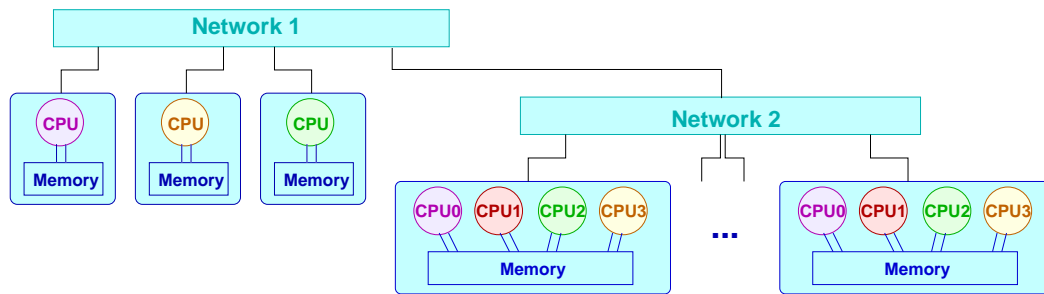 Network 1
CPU
CPU
CPU
Memory
Memory
Memory
Network 2
CPU0 CPU1 CPU2 CPU3
...
CPU0 CPU1 CPU2 CPU3
Memory
Memory